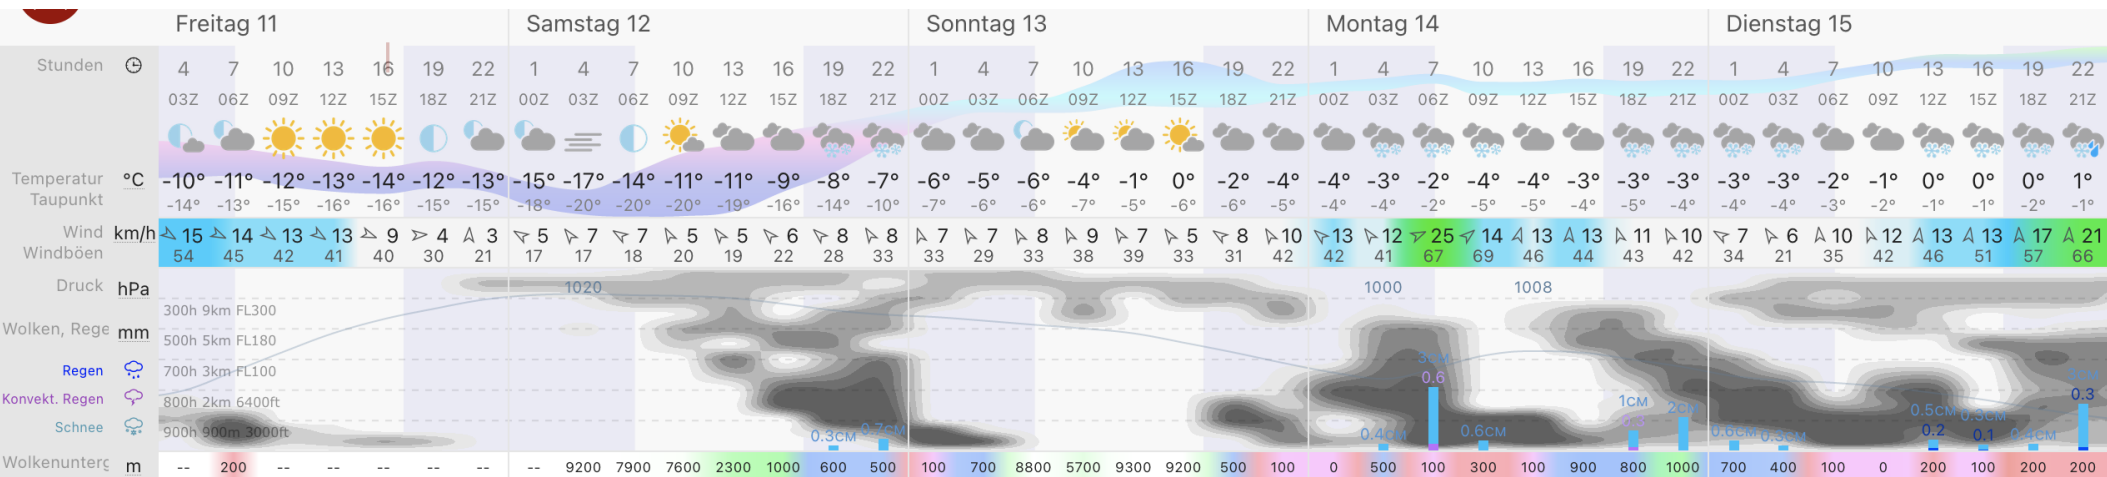 Freitag 11 Samstag 12 Sonntag 13 Montag 14 Dienstag 15
Stunden 4 7 10 13 16 19 22 1 4 7 10 13 16 19 22 1 4 7 10 13 16 19 22 1 4 7 10 13 16 19 22 1 4 7 10 13 16 19 22
03Z 06Z 09Z 12Z 15Z 18Z 21Z 00Z 03Z 06Z 09Z 12Z 15Z 18Z 21Z 00Z 03Z 06Z 09Z 12Z 15Z 18Z 21Z 00Z 03Z 06Z 09Z 12Z 15Z 18Z 21Z 00Z 03Z 06Z 09Z 12Z 15Z 18Z 21Z
Temperatur °C -10° -11° -12° -13° -14° -12° -13° -15° -17° -14° -11° -11° -9° -8° -7° -6° -5° -6° -4° -1° 0° -2° -4° -4° -3° -2° -4° -4° -3° -3° -3° -3° -3° -2° -1° 0° 0° 0° 1°
Taupunkt -14° -13° -15° -16° -16° -15° -15° -18° -20° -20° -20° -19° -16° -14° -10° -7° -6° -6° -7° -5° -6° -6° -5° -4° -4° -2° -5° -6° -4° -5° -4° -4° -4° -2° -2° -1° -1° -2° -1°
Wind km/h 15 14 13 13 9 4 3 5 7 7 5 5 6 8 8 7 7 8 9 7 5 8 10 13 12 25 14 13 13 11 10 7 6 10 12 13 13 17 21
Windböen 54 45 42 41 40 30 21 17 17 18 20 19 22 28 33 33 29 33 38 39 33 31 42 42 41 67 69 46 44 43 42 34 21 35 42 46 51 57 66
Druck hPa 1020 1000 1008
300h 9km FL300
Wolken, Rege mm
500h 5km FL180
Regen 700h 3km FL100
0.6
Konvekt. Regen 800h 2km 6400ft
0.3
1CM 2CM
Schnee 900h 900m 3000ft
0.3CM 0.4CM 0.6CM 0.6CM 0.3CM 0.5CM 0.2 0.1 0.4CM
Wolkenunterg m -- 200 -- -- -- -- -- -- 9200 7900 7600 2300 1000 600 500 100 700 8800 5700 9300 9200 500 100 0 500 100 300 100 900 800 1000 700 400 100 0 200 100 200 200